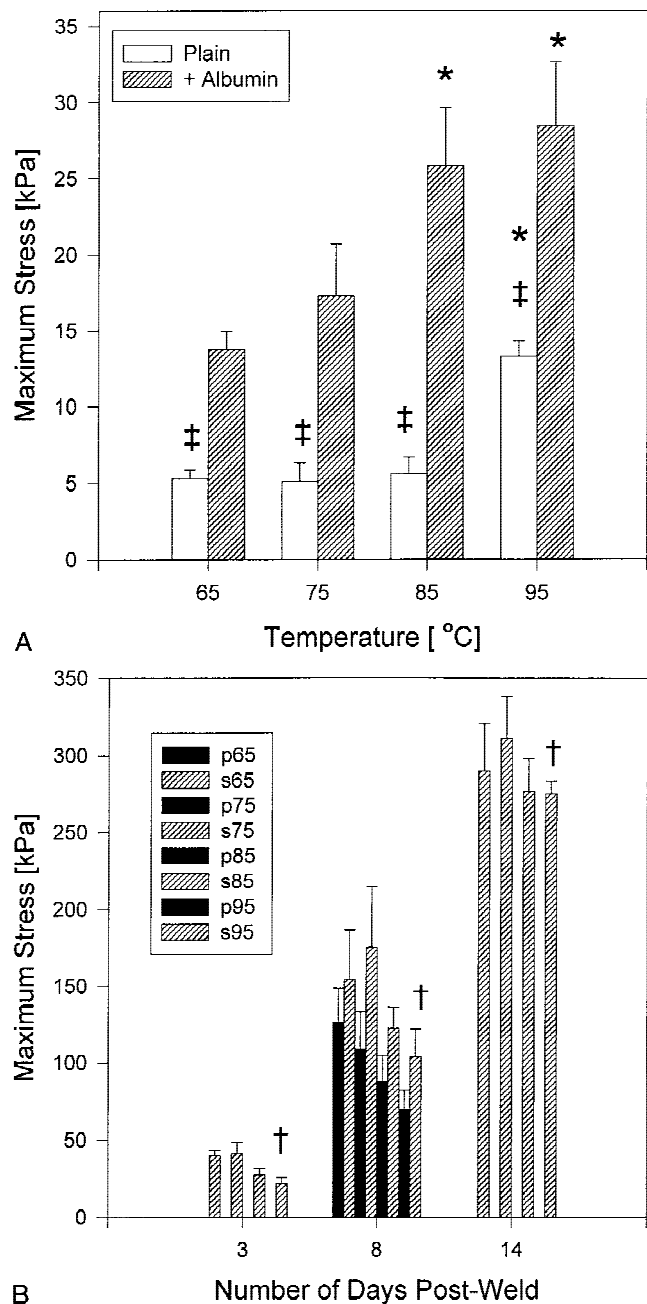 35
30
25
20
15
10
5
0
Maximum Stress [kPa]
Plain
+ Albumin
*
*
*
‡
‡
‡
‡
65 75 85 95
Temperature [ °C]
A
350
300
250
200
150
100
50
0
Maximum Stress [kPa]
p65
s65
p75
s75
p85
s85
p95
s95
†
†
†
3 8 14
Number of Days Post-Weld
B